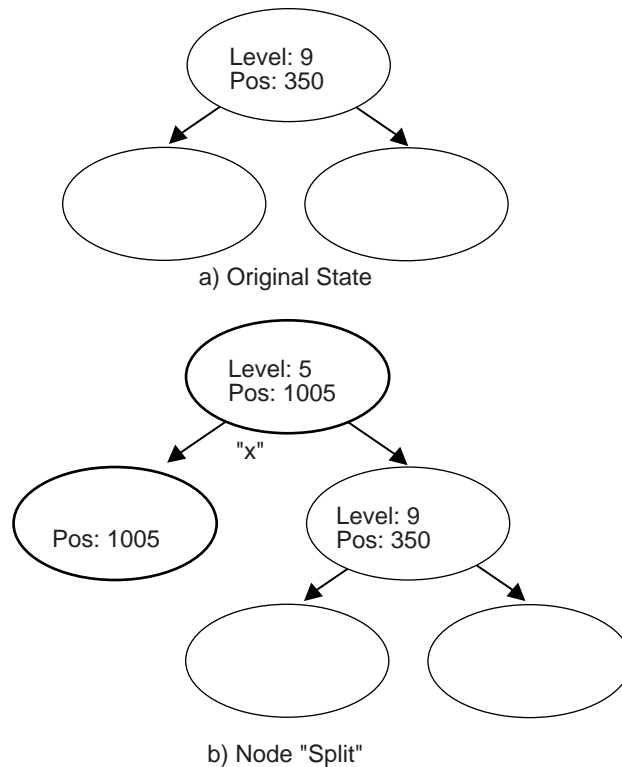 Level: 9
Pos: 350
a) Original State
Level: 5
Pos: 1005
"x"
Pos: 1005
Level: 9
Pos: 350
b) Node "Split"